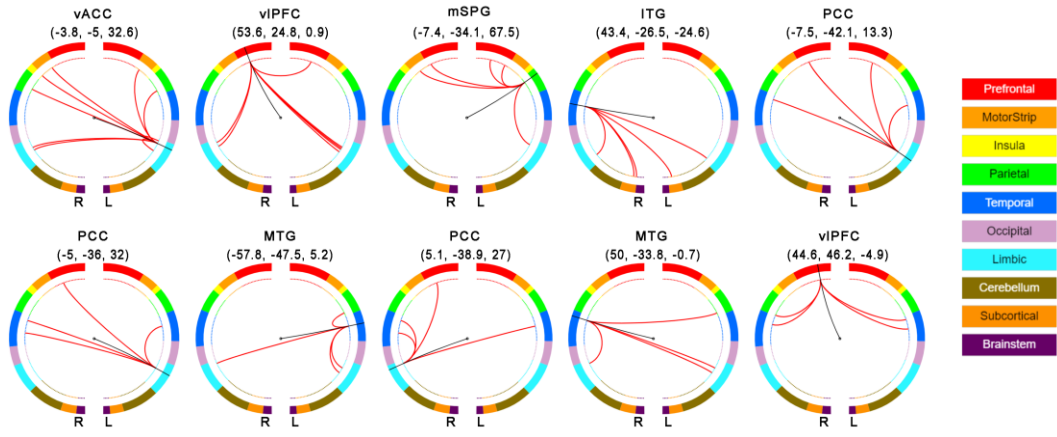 vACC
(-3.8, -5, 32.6)
vlPFC
(53.6, 24.8, 0.9)
mSPG
(-7.4, -34.1, 67.5)
ITG
(43.4, -26.5, -24.6)
PCC
(-7.5, -42.1, 13.3)
R L
R L
R L
R L
R L
PCC
(-5, -36, 32)
MTG
(-57.8, -47.5, 5.2)
PCC
(5.1, -38.9, 27)
MTG
(50, -33.8, -0.7)
vlPFC
(44.6, 46.2, -4.9)
R L
R L
R L
R L
R L
Prefrontal
MotorStrip
Insula
Parietal
Temporal
Occipital
Limbic
Cerebellum
Subcortical
Brainstem